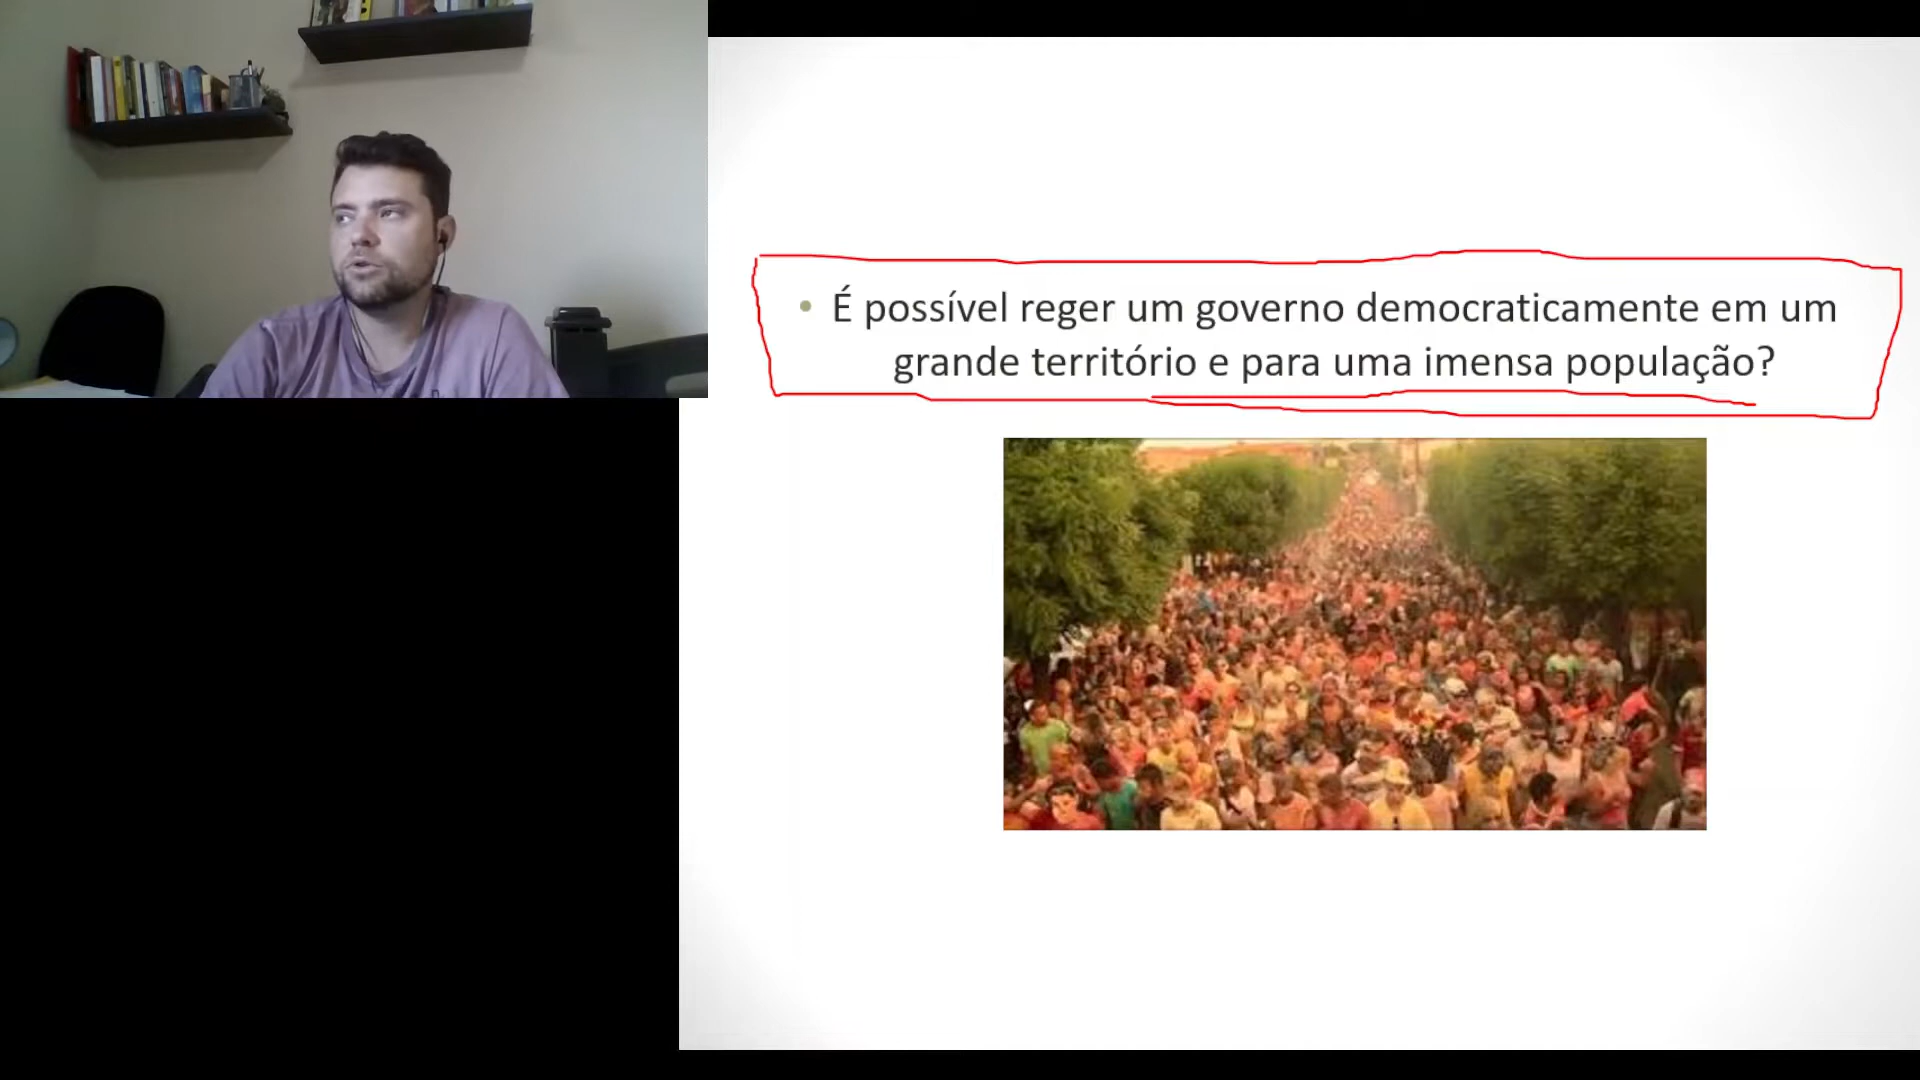 • É possível reger um governo democraticamente em um
grande território e para uma imensa população?